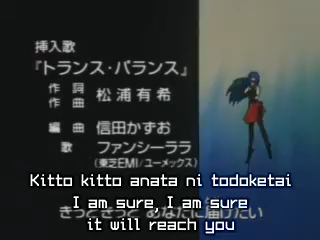 挿入歌
『トランス・バランス』
作詞
作曲 松浦有希
編曲 信田かずお
歌 ファンシーララ
(東芝EMI/ユーメックス)
Kitto kitto anata ni todoketai
I am sure, I am sure
it will reach you
きっときっと あなたに届けたい